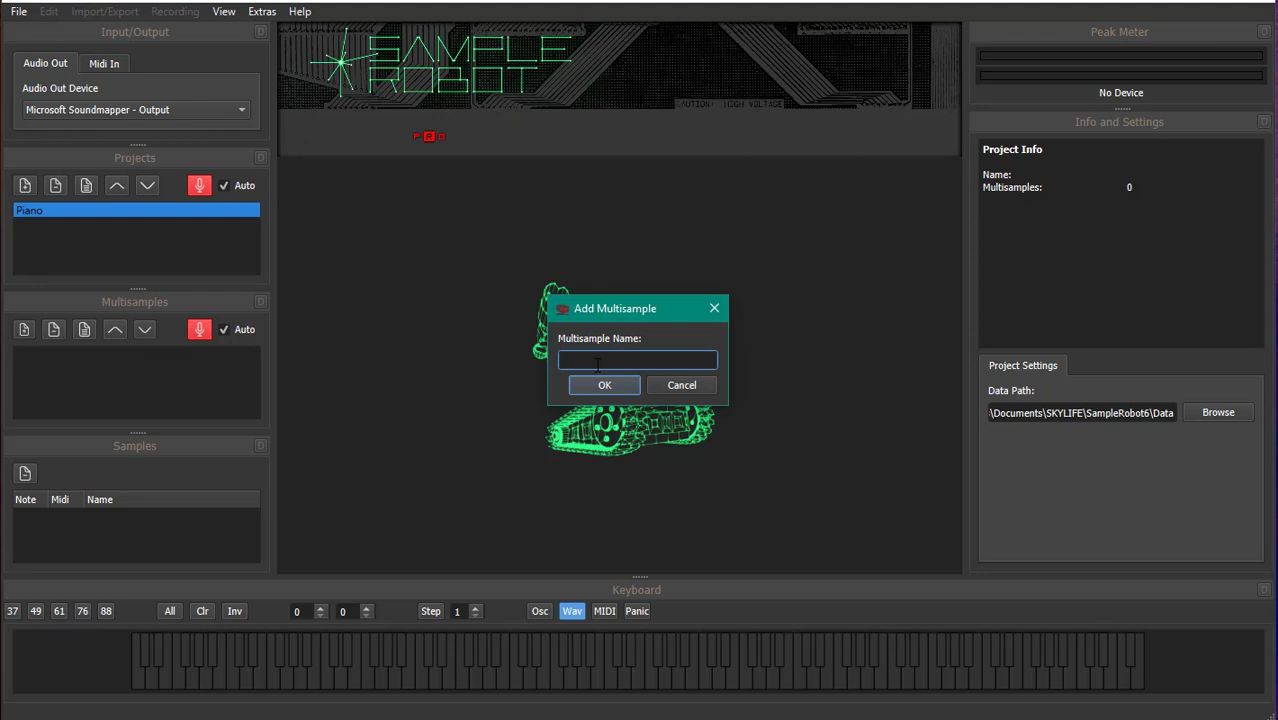 File Edit Import/Export Recording View Extras Help
Input/Output
Audio Out Midi In
Audio Out Device
Microsoft Soundmapper - Output
Projects
Auto
Piano
Multisamples
Auto
Samples
Note Midi Name
SAMPLE
ROBOT
CAUTION: HIGH VOLTAGE
Add Multisample
Multisample Name:
OK Cancel
Peak Meter
No Device
Info and Settings
Project Info
Name:
Multisamples: 0
Project Settings
Data Path:
\Documents\SKYLIFE\SampleRobot6\Data Browse
Keyboard
37 49 61 76 88 All Clr Inv 0 0 Step 1 Osc Wav MIDI Panic